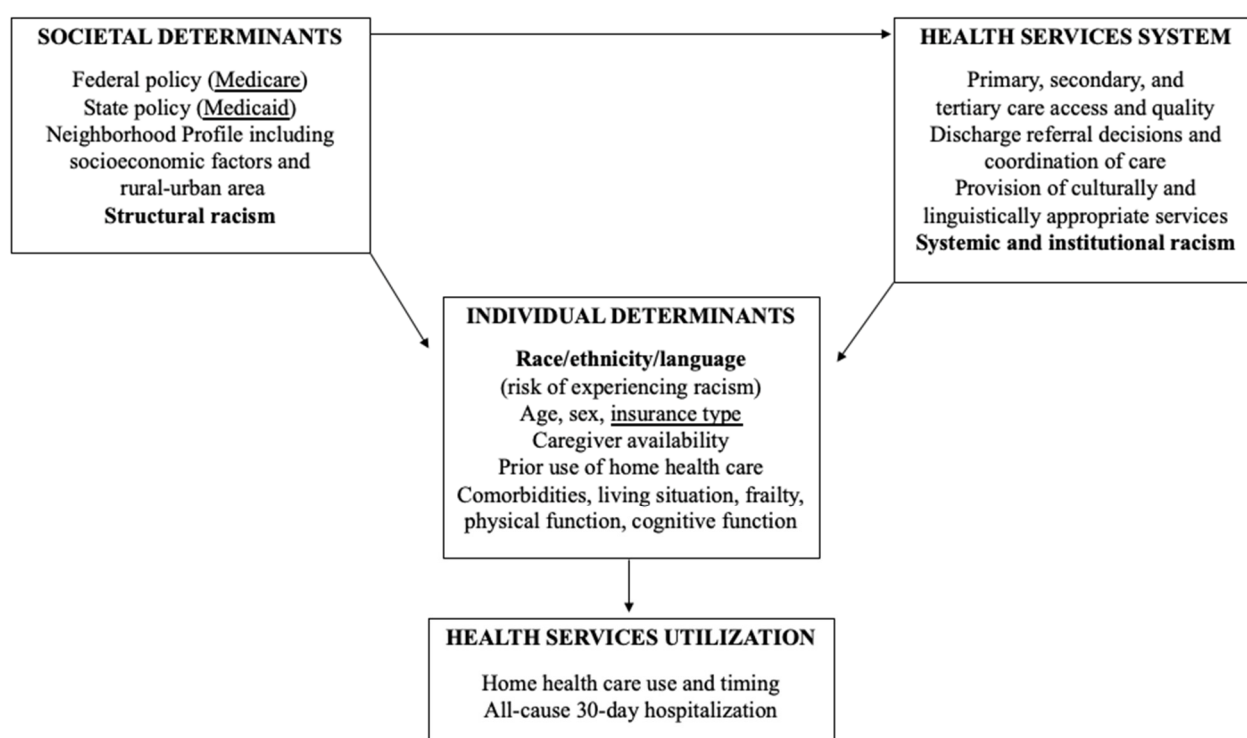 SOCIETAL DETERMINANTS
Federal policy (Medicare)
State policy (Medicaid)
Neighborhood Profile including
socioeconomic factors and
rural-urban area
Structural racism
HEALTH SERVICES SYSTEM
Primary, secondary, and
tertiary care access and quality
Discharge referral decisions and
coordination of care
Provision of culturally and
linguistically appropriate services
Systemic and institutional racism
INDIVIDUAL DETERMINANTS
Race/ethnicity/language
(risk of experiencing racism)
Age, sex, insurance type
Caregiver availability
Prior use of home health care
Comorbidities, living situation, frailty,
physical function, cognitive function
HEALTH SERVICES UTILIZATION
Home health care use and timing
All-cause 30-day hospitalization